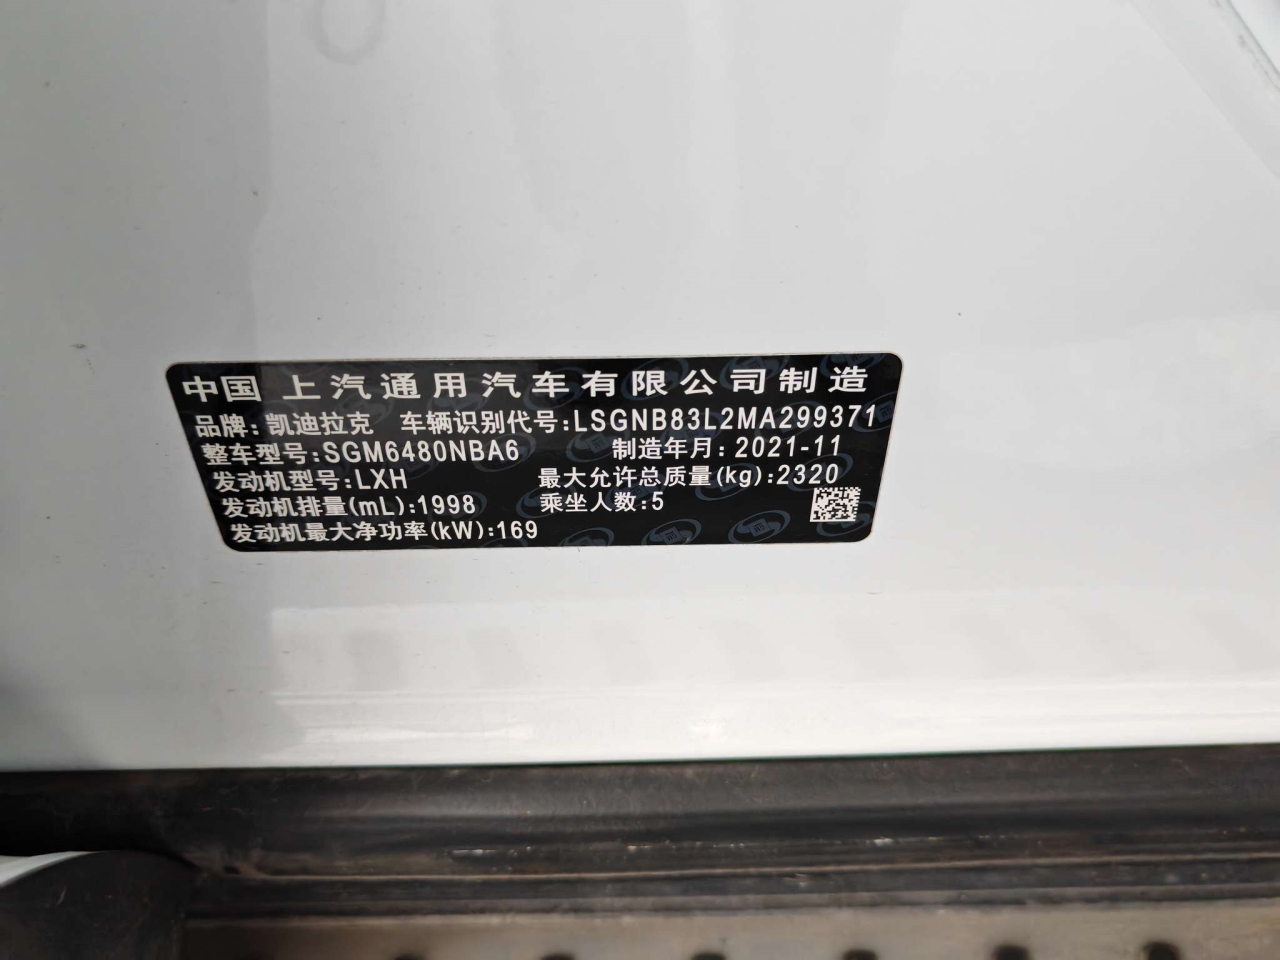 中国 上汽通用汽车有限公司制造
品牌:凯迪拉克 车辆识别代号:LSGNB83L2MA299371
整车型号:SGM6480NBA6 制造年月:2021-11
发动机型号:LXH 最大允许总质量(kg):2320
发动机排量(mL):1998 乘坐人数:5
发动机最大净功率(kW):169